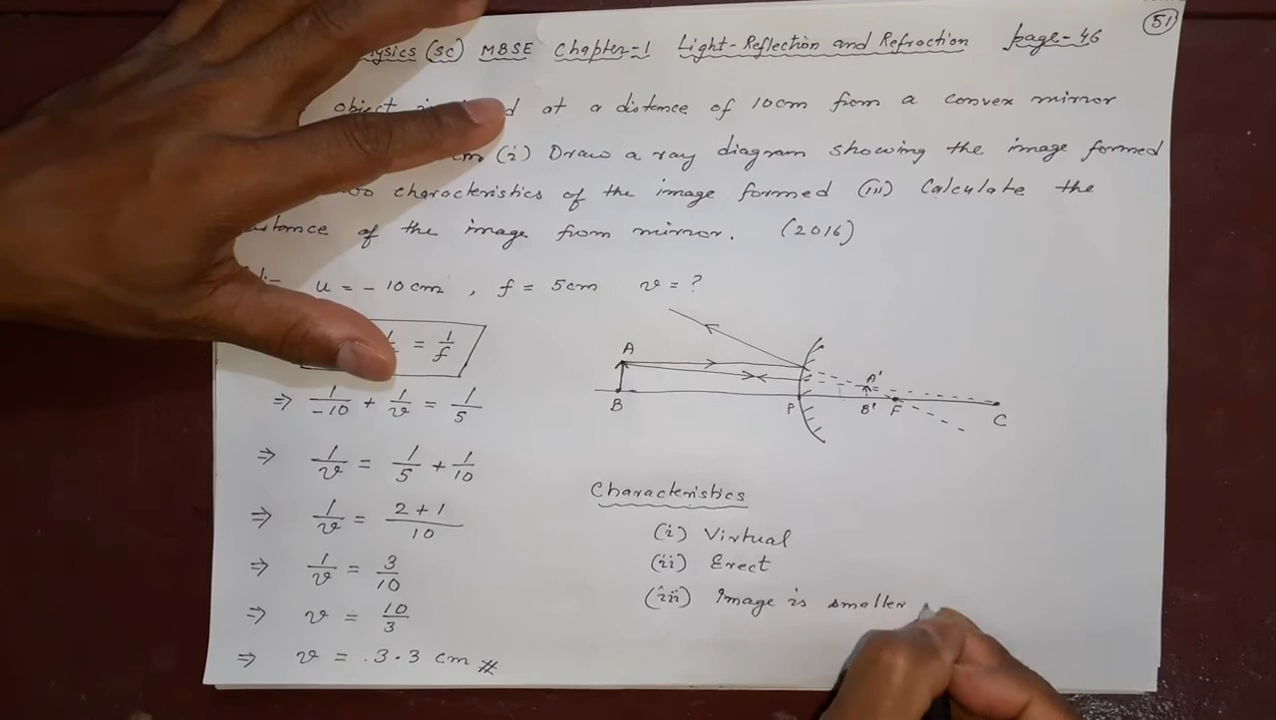 (51)
(SC) MBSE Chapter-1 Light-Reflection and Refraction page-46
object at a distance of 10cm from a convex mirror
(i) Draw a ray diagram showing the image formed
characteristics of the image formed (iii) Calculate the
of the image from mirror. (2016)
u = - 10 cm , f = 5cm v = ?
= 1/f
⇒ 1/-10 + 1/v = 1/5
⇒ 1/v = 1/5 + 1/10
⇒ 1/v = 2+1/10
⇒ 1/v = 3/10
⇒ v = 10/3
⇒ v = .3.3 cm #
A
B
P
A'
B'
F
C
Characteristics
(i) Virtual
(ii) Erect
(iii) Image is smaller